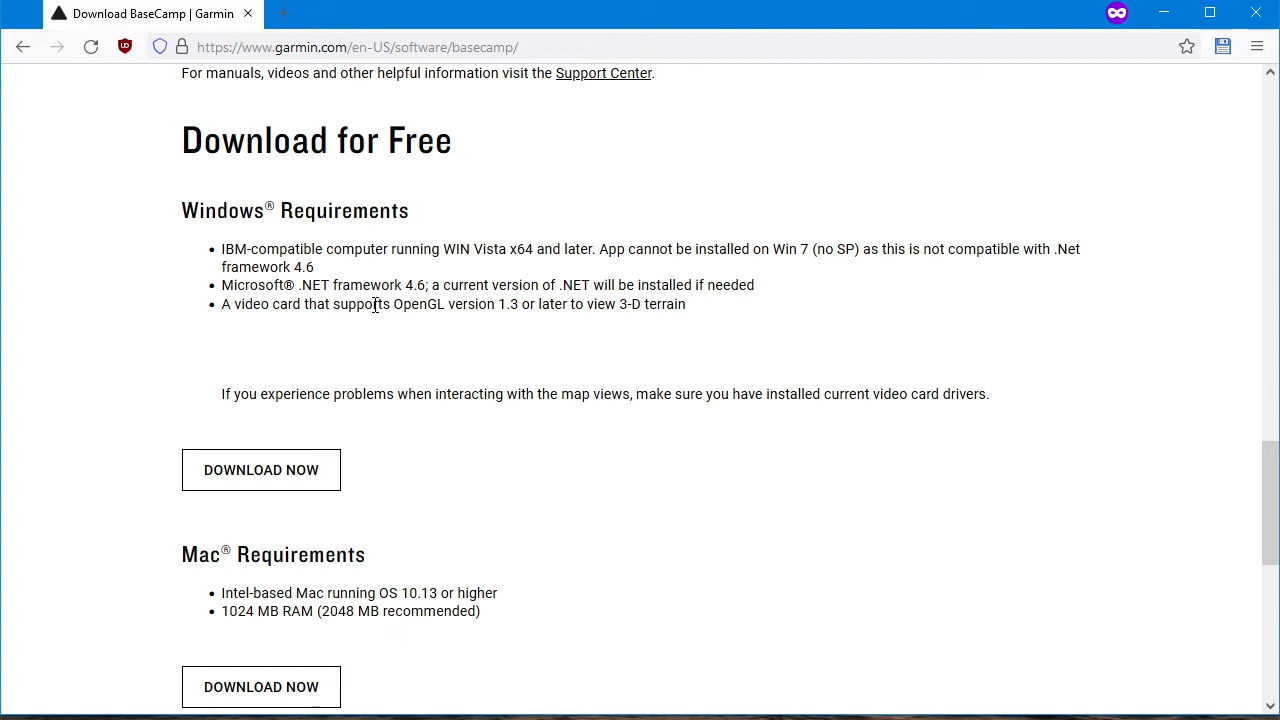 Download BaseCamp | Garmin
https://www.garmin.com/en-US/software/basecamp/
For manuals, videos and other helpful information visit the Support Center.
Download for Free
Windows® Requirements
• IBM-compatible computer running WIN Vista x64 and later. App cannot be installed on Win 7 (no SP) as this is not compatible with .Net
framework 4.6
• Microsoft® .NET framework 4.6; a current version of .NET will be installed if needed
• A video card that supports OpenGL version 1.3 or later to view 3-D terrain
If you experience problems when interacting with the map views, make sure you have installed current video card drivers.
DOWNLOAD NOW
Mac® Requirements
• Intel-based Mac running OS 10.13 or higher
• 1024 MB RAM (2048 MB recommended)
DOWNLOAD NOW